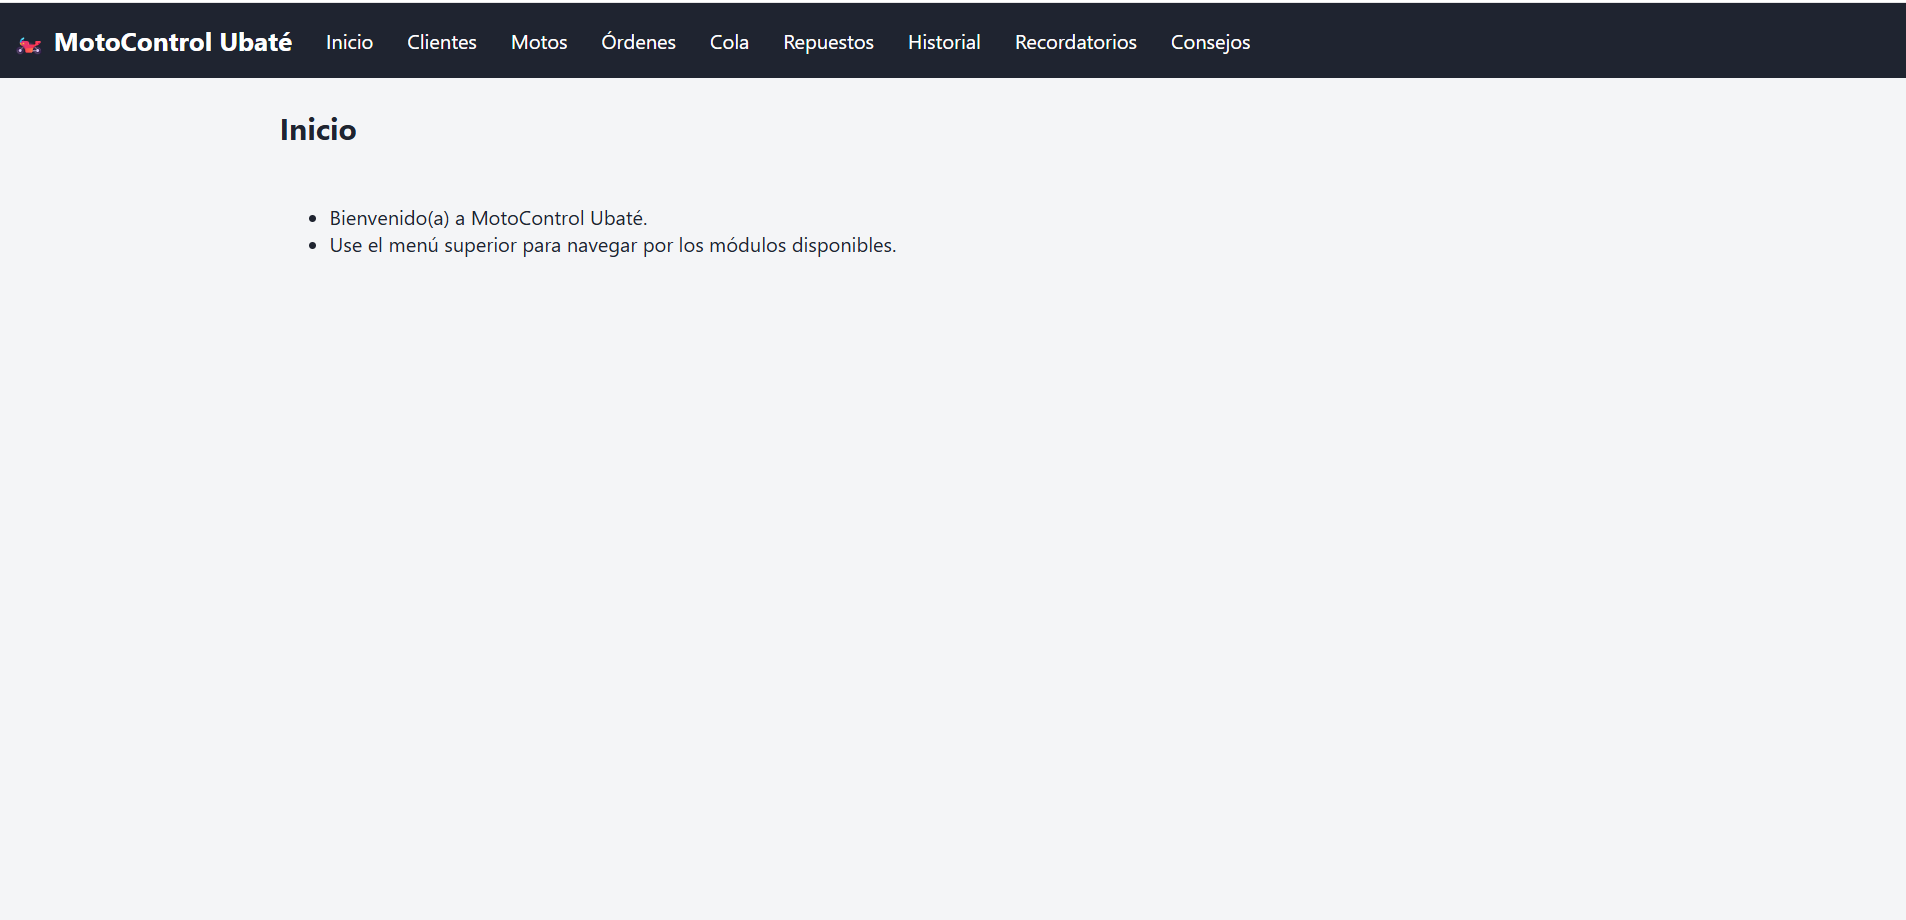 MotoControl Ubaté Inicio Clientes Motos Órdenes Cola Repuestos Historial Recordatorios Consejos
Inicio
Bienvenido(a) a MotoControl Ubaté.
Use el menú superior para navegar por los módulos disponibles.